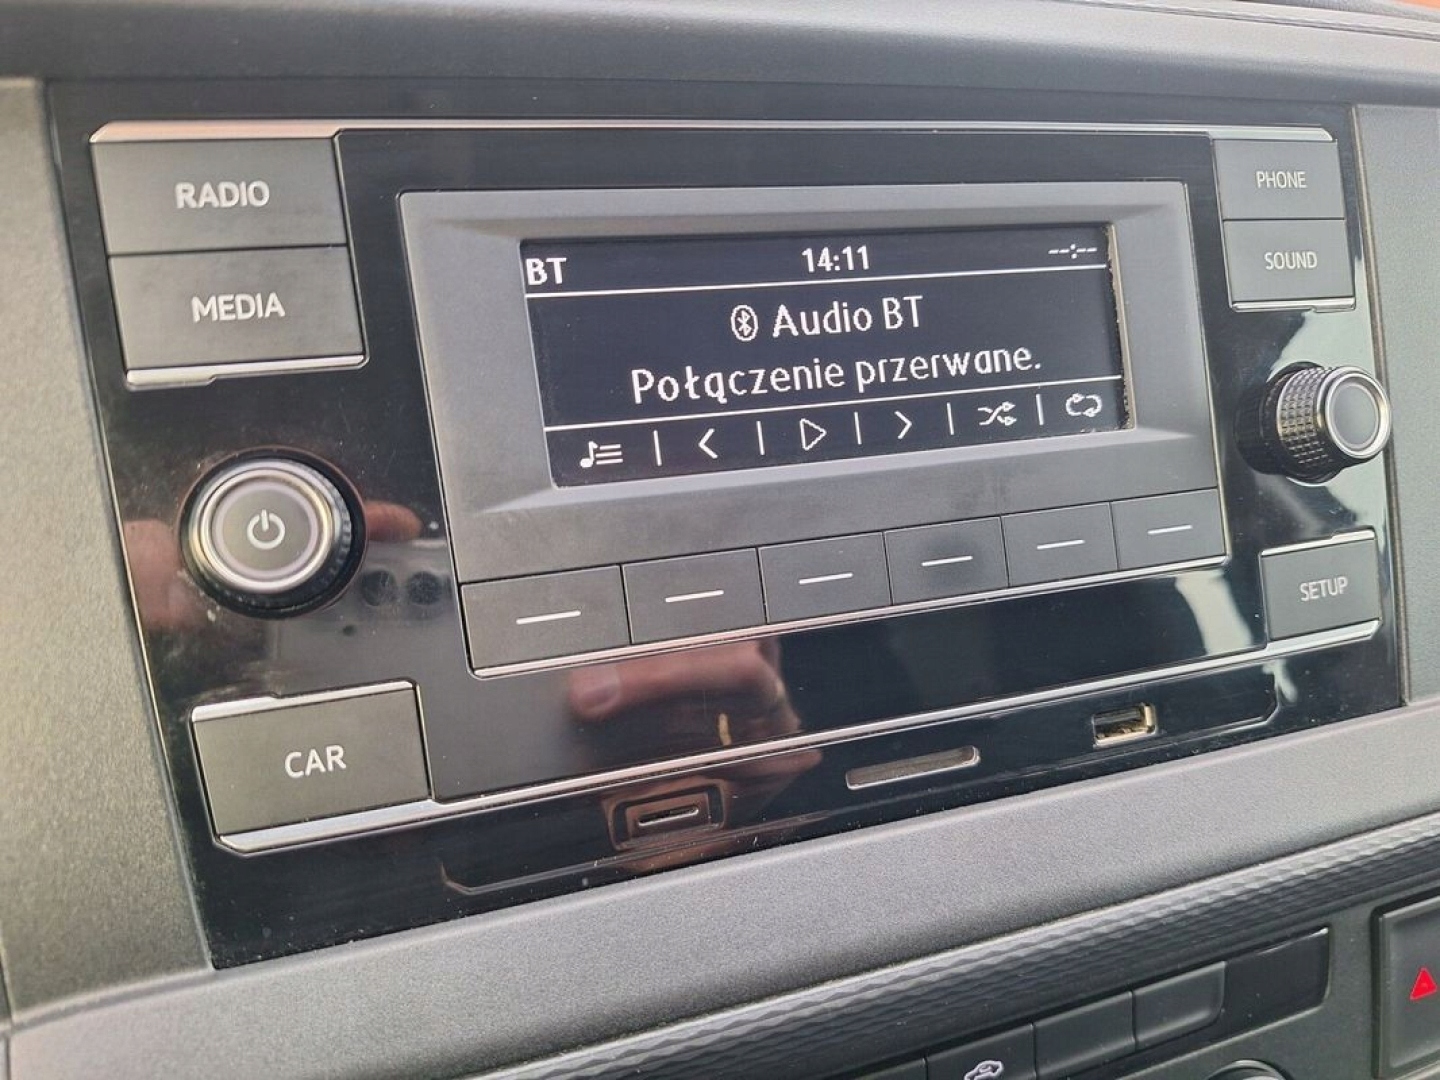 RADIO
MEDIA
CAR
BT 14:11 --:--
Audio BT
Połączenie przerwane.
PHONE
SOUND
SETUP